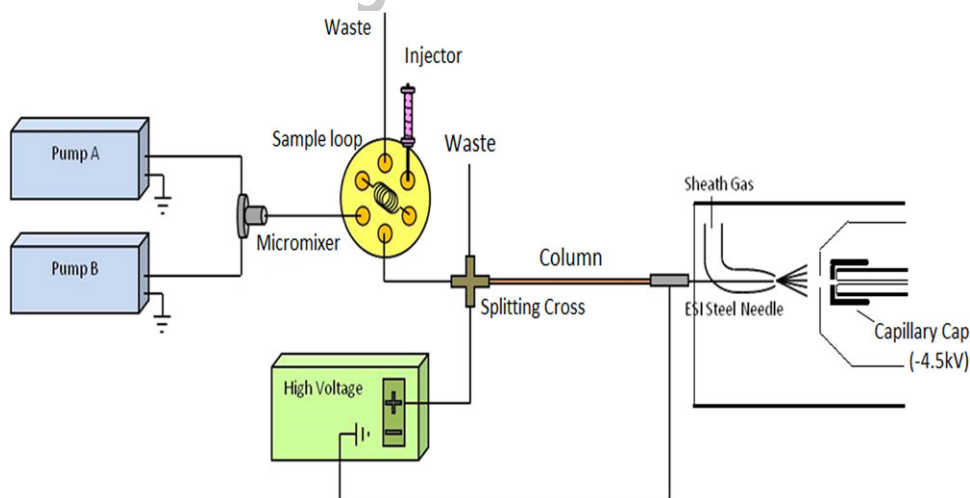 Waste
Injector
Sample loop
Waste
Pump A
Sheath Gas
Micromixer
Pump B
Column
Splitting Cross
ESI Steel Needle
Capillary Cap
(-4.5kV)
High Voltage